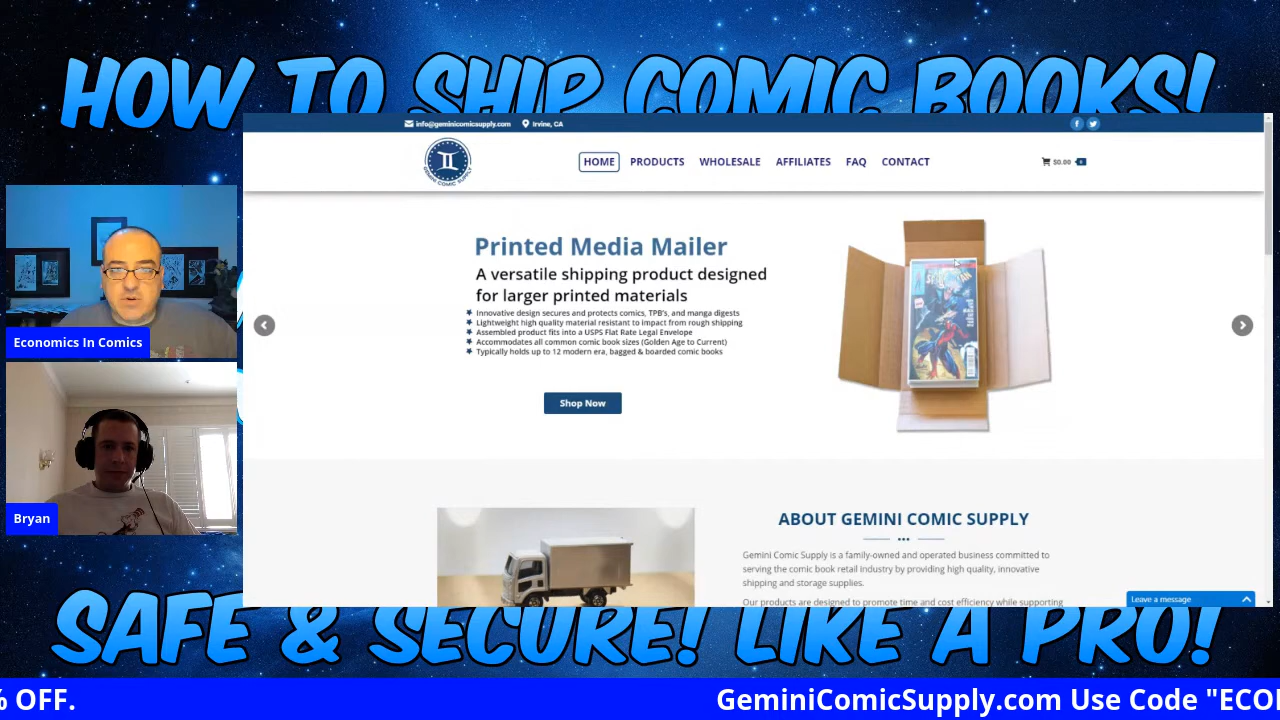 HOW TO SHIP COMIC BOOKS!
info@geminicomicsupply.com
Irvine, CA
GEMINI COMIC SUPPLY
HOME
PRODUCTS
WHOLESALE
AFFILIATES
FAQ
CONTACT
$0.00
0
Printed Media Mailer
A versatile shipping product designed
for larger printed materials
Innovative design secures and protects comics, TPB's, and manga digests
Lightweight high quality material resistant to impact from rough shipping
Assembled product fits into a USPS Flat Rate Legal Envelope
Accommodates all common comic book sizes (Golden Age to Current)
Typically holds up to 12 modern era, bagged & boarded comic books
Shop Now
Economics In Comics
Bryan
ABOUT GEMINI COMIC SUPPLY
Gemini Comic Supply is a family-owned and operated business committed to
serving the comic book retail industry by providing high quality, innovative
shipping and storage supplies.
Our products are designed to promote time and cost efficiency while supporting
Leave a message
SAFE & SECURE! LIKE A PRO!
% OFF.
GeminiComicSupply.com Use Code "ECO